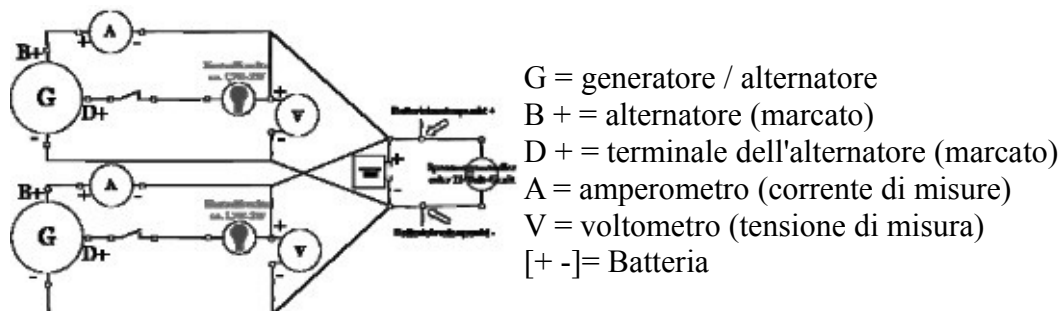 A
+ -
B+
G
D+
-
+
V
-
+
-
A
+ -
B+
G
D+
-
+
V
-
G = generatore / alternatore
B + = alternatore (marcato)
D + = terminale dell'alternatore (marcato)
A = amperometro (corrente di misure)
V = voltometro (tensione di misura)
[+ -]= Batteria